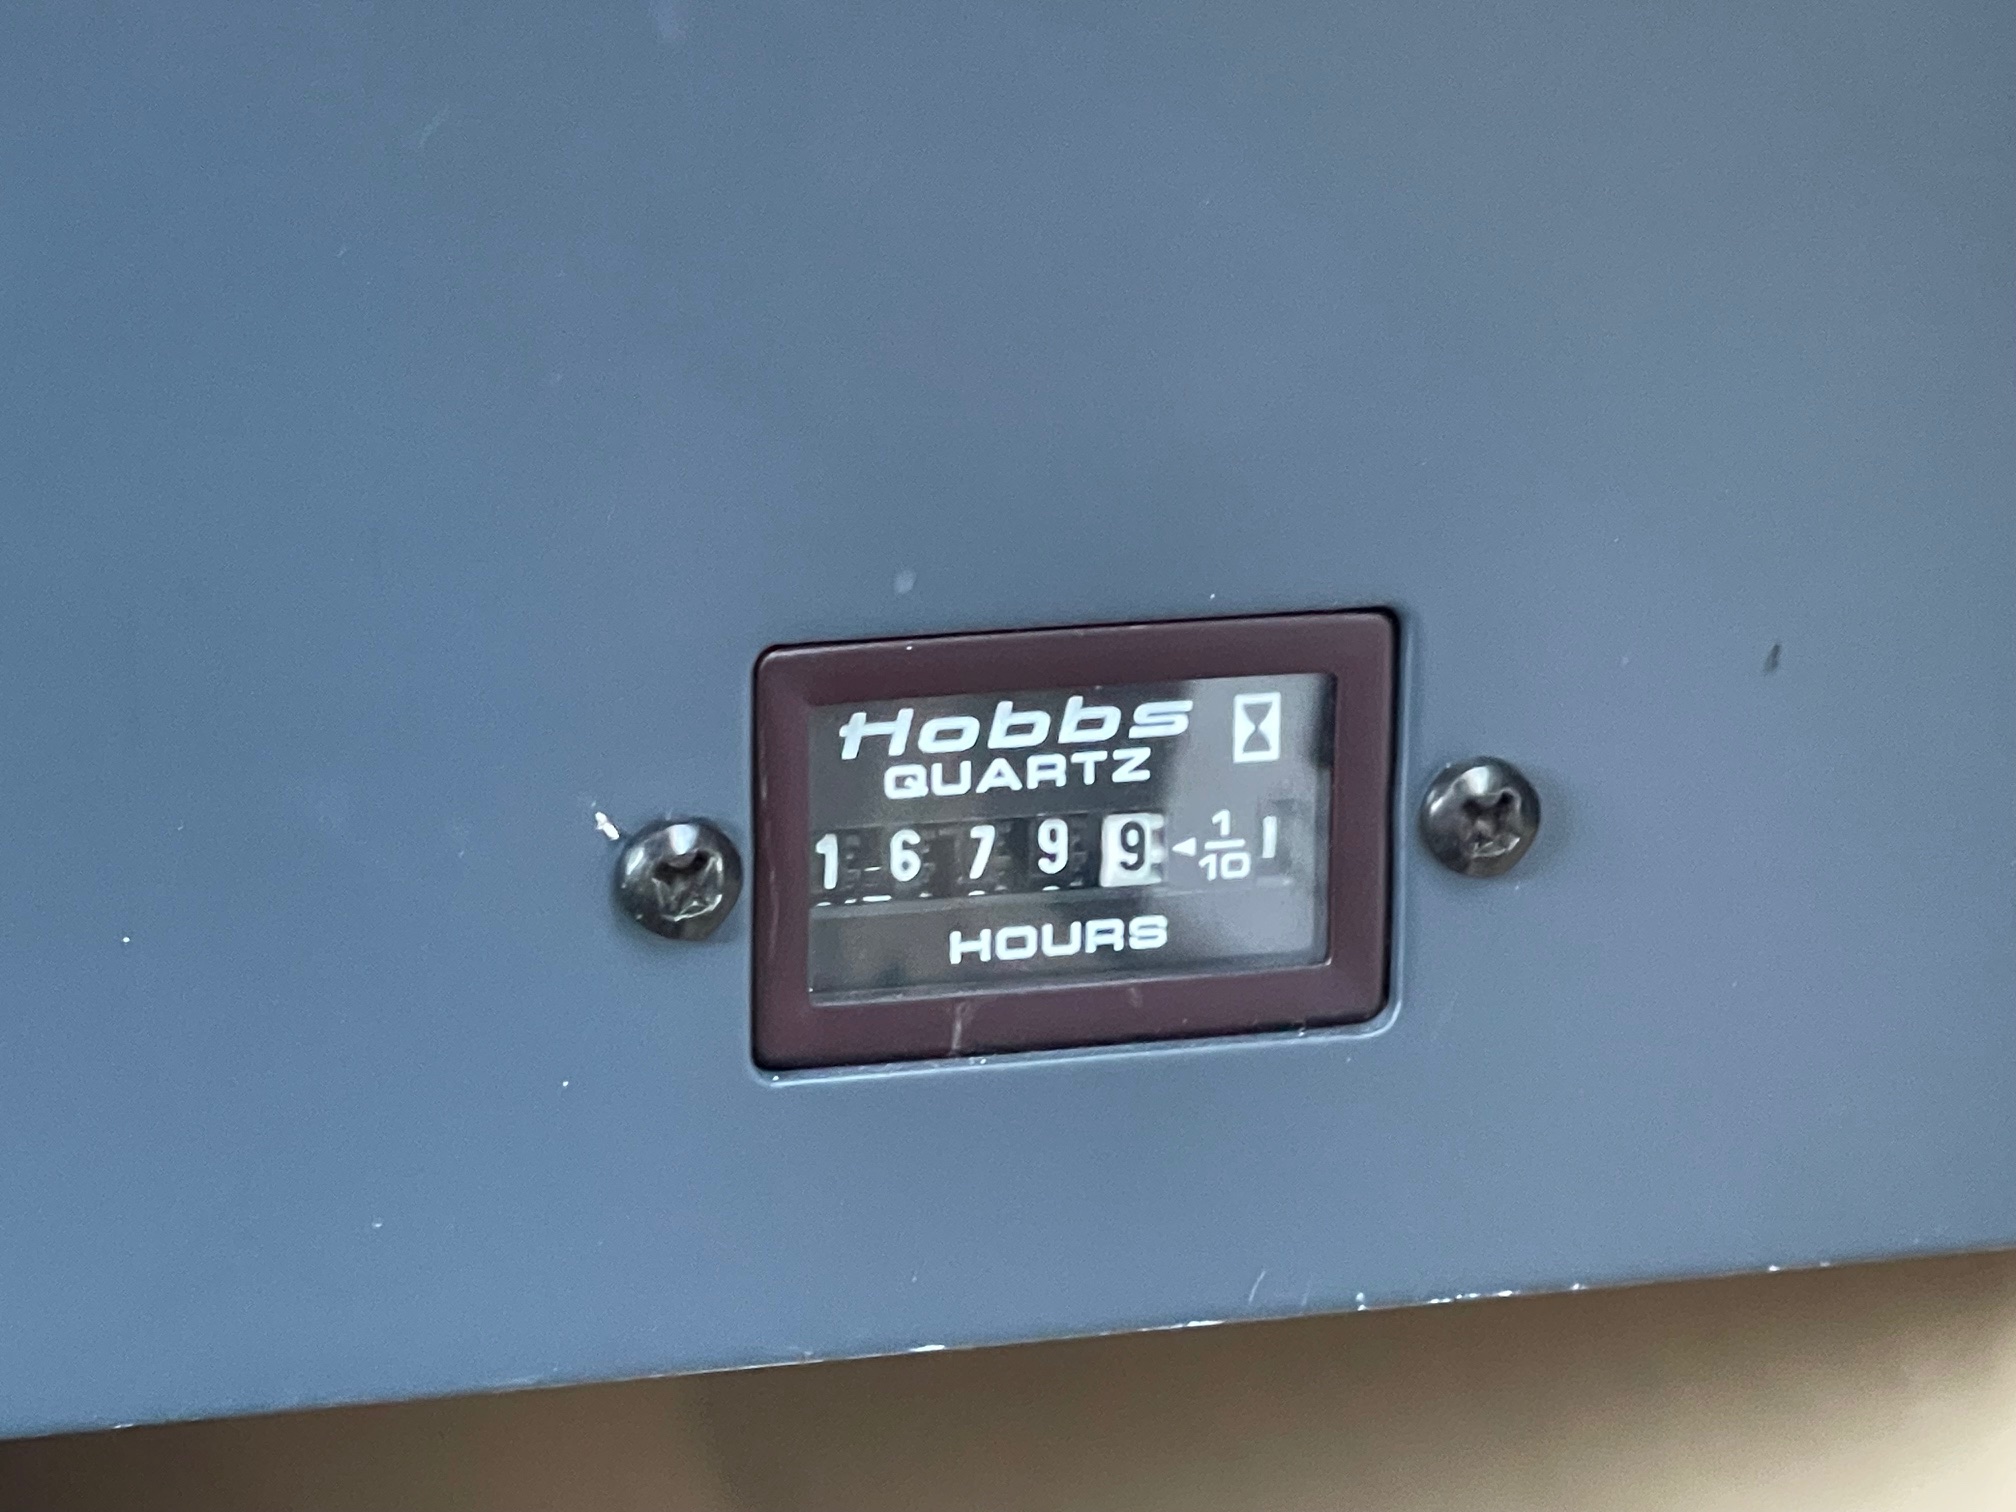 Hobbs
QUARTZ
1 6 7 9 9 ◄ 1/10
HOURS